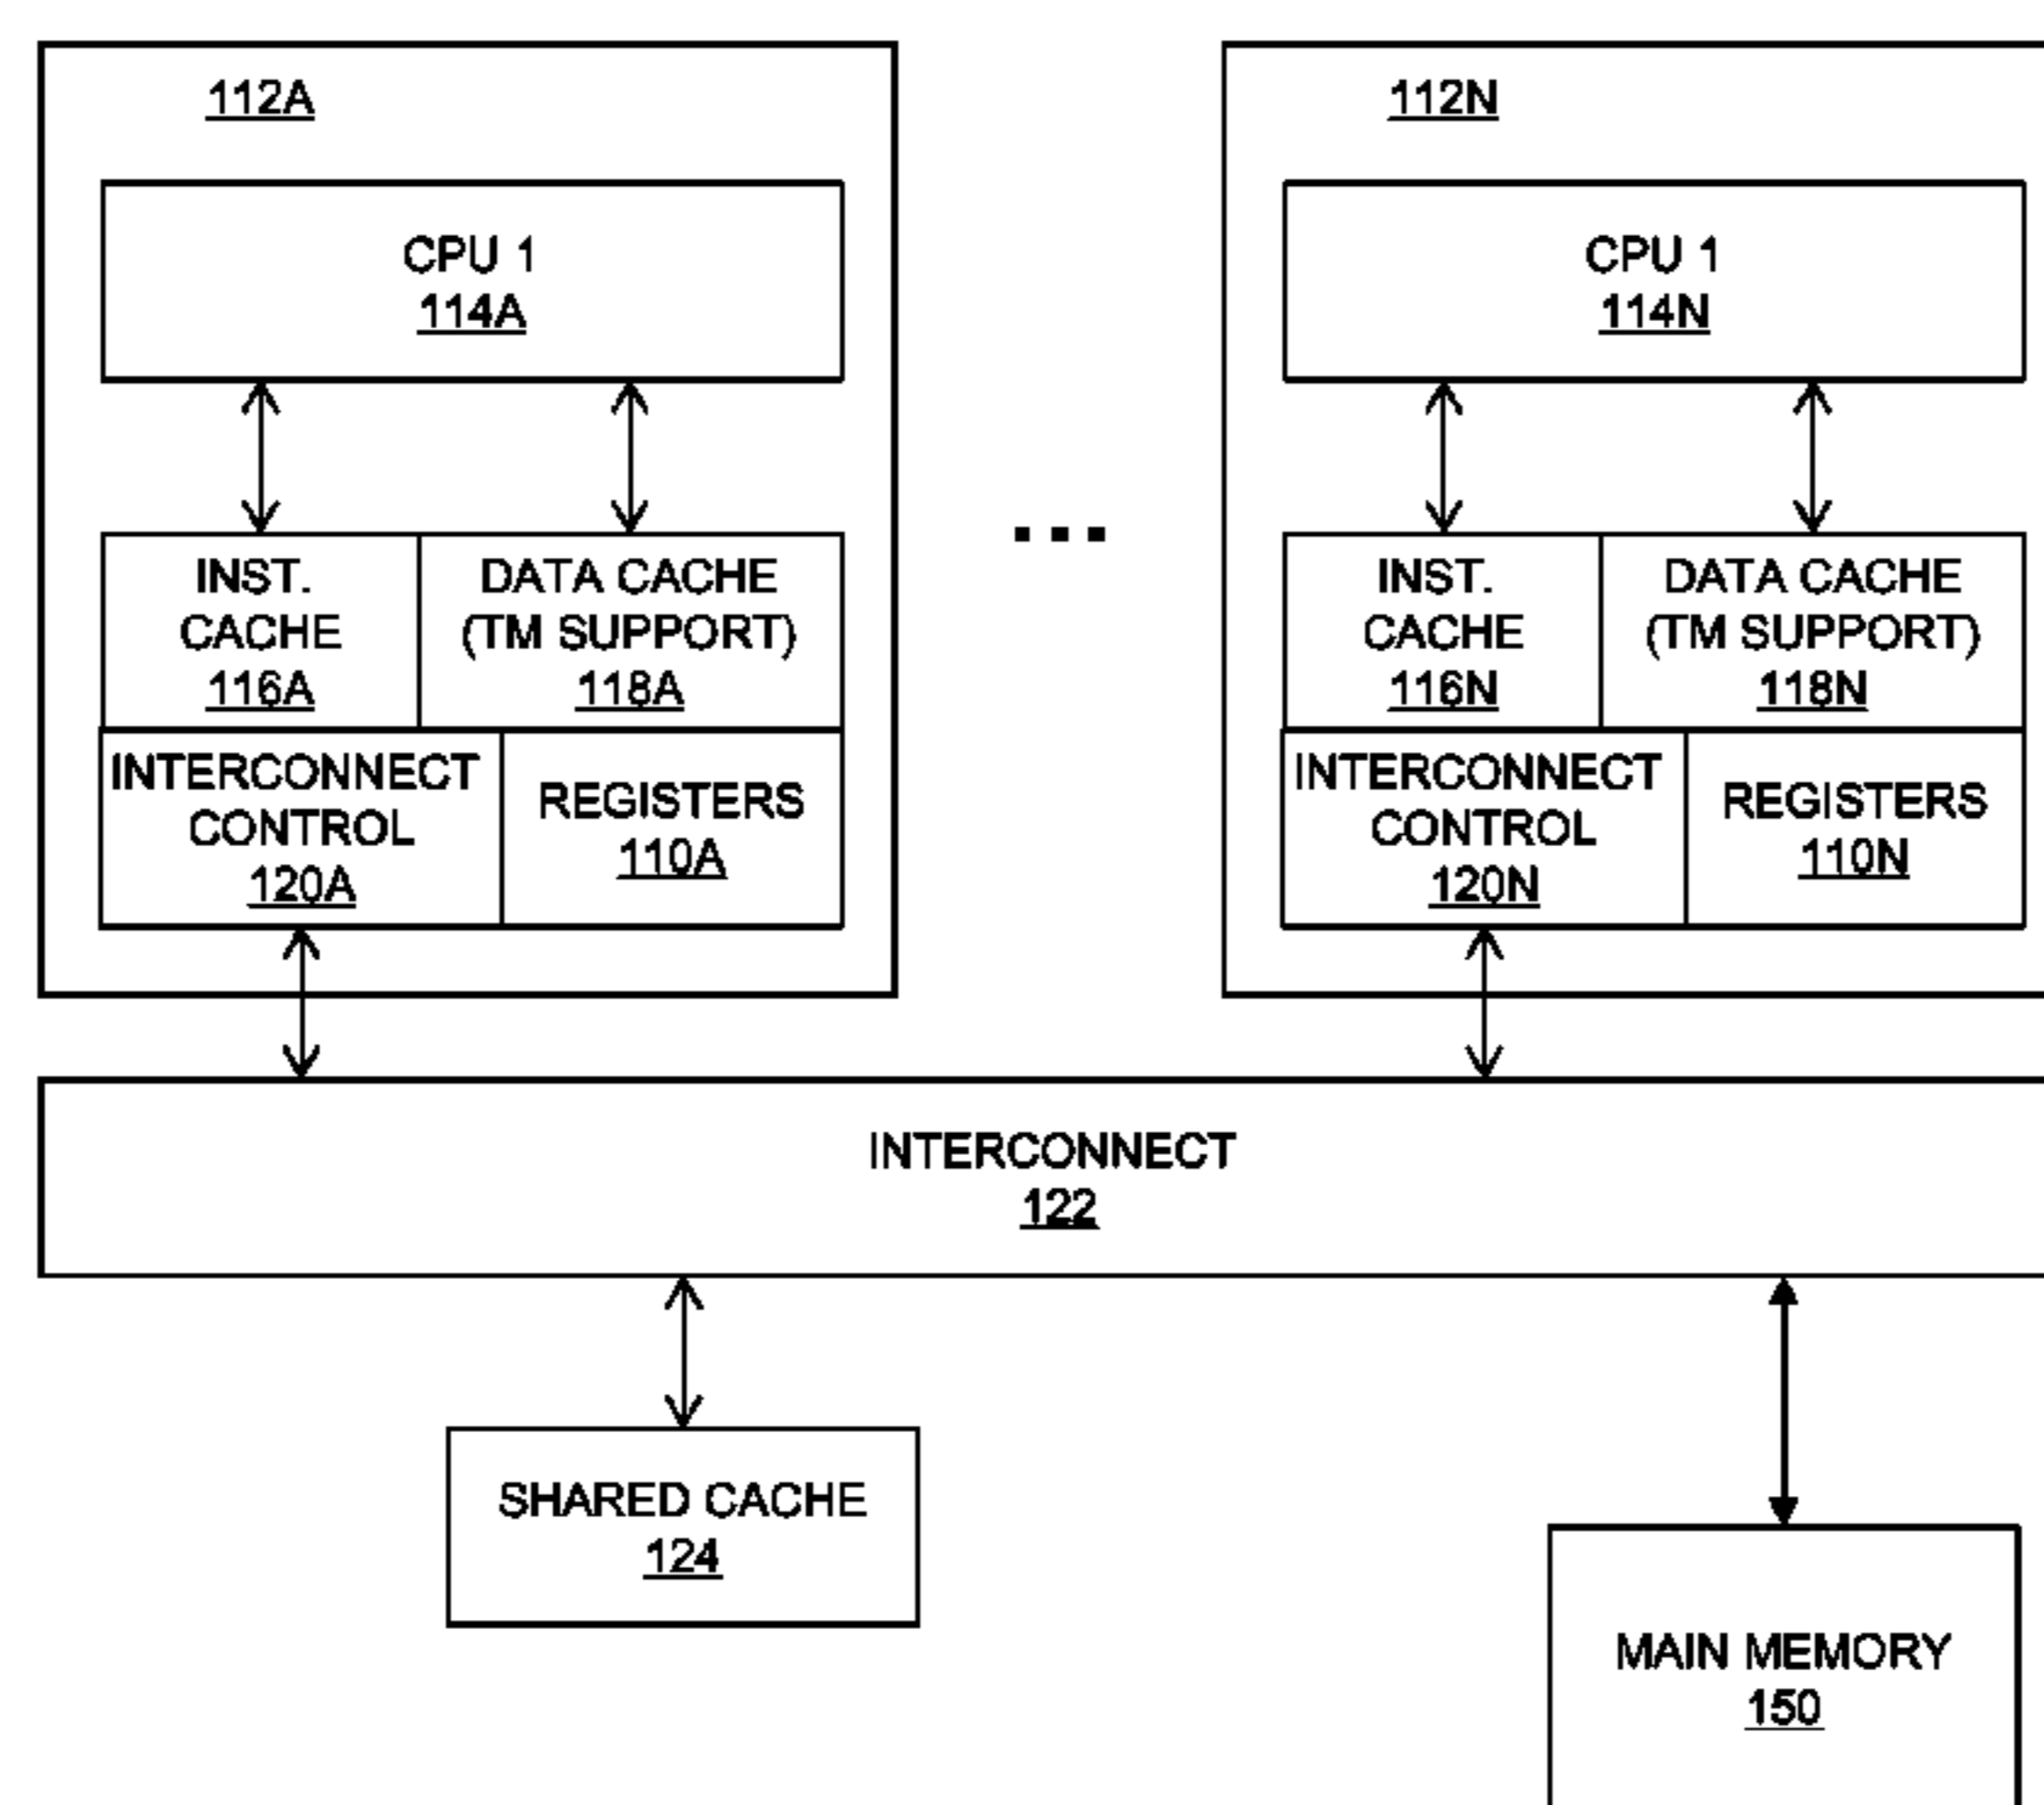 112A
CPU 1
114A
INST.
CACHE
116A
DATA CACHE
(TM SUPPORT)
118A
INTERCONNECT
CONTROL
120A
REGISTERS
110A
...
112N
CPU 1
114N
INST.
CACHE
116N
DATA CACHE
(TM SUPPORT)
118N
INTERCONNECT
CONTROL
120N
REGISTERS
110N
INTERCONNECT
122
SHARED CACHE
124
MAIN MEMORY
150